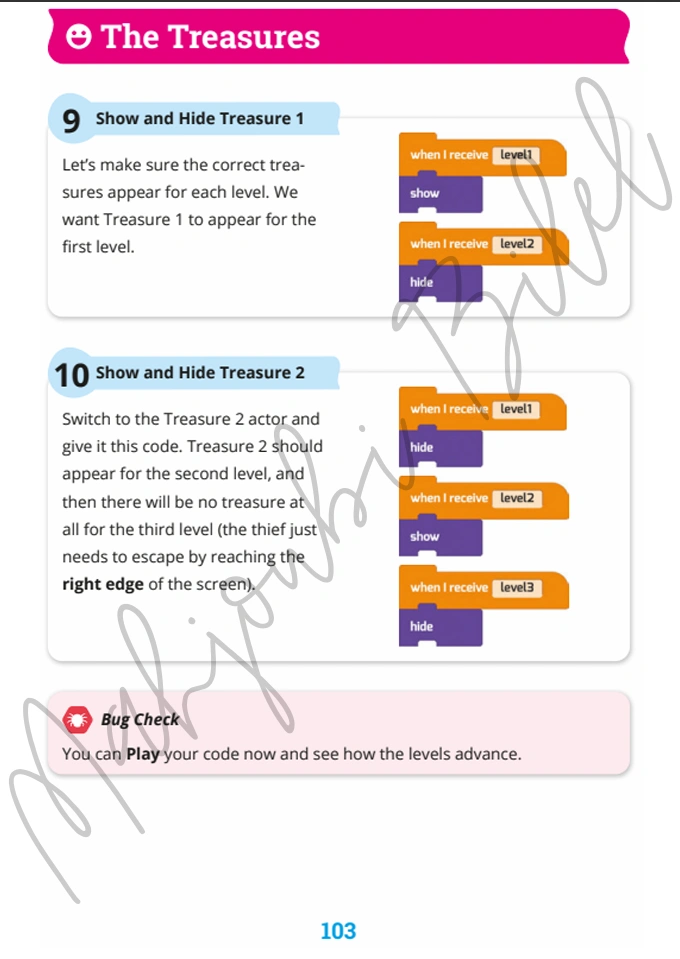 The Treasures
9 Show and Hide Treasure 1
Let's make sure the correct trea-
sures appear for each level. We
want Treasure 1 to appear for the
first level.
when I receive level1
show
when I receive level2
hide
10 Show and Hide Treasure 2
Switch to the Treasure 2 actor and
give it this code. Treasure 2 should
appear for the second level, and
then there will be no treasure at
all for the third level (the thief just
needs to escape by reaching the
right edge of the screen).
when I receive level1
hide
when I receive level2
show
when I receive level3
hide
Bug Check
You can Play your code now and see how the levels advance.
Mahjoubi Bilel
103